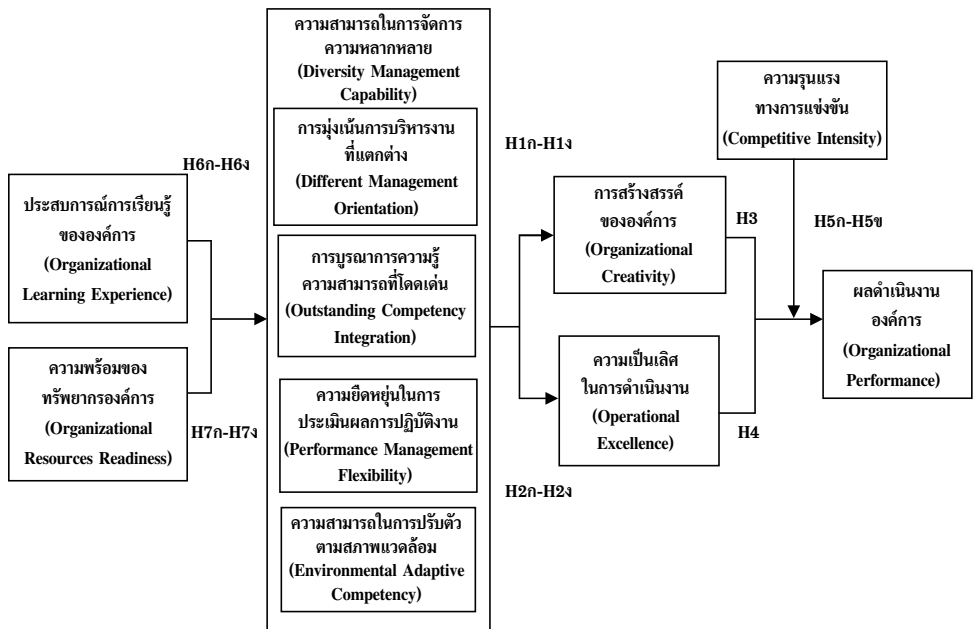 ประสบการณ์การเรียนรู้
ขององค์การ
(Organizational
Learning Experience)
ความพร้อมของ
ทรัพยากรองค์การ
(Organizational
Resources Readiness)
H6ก-H6ง
H7ก-H7ง
ความสามารถในการจัดการ
ความหลากหลาย
(Diversity Management
Capability)
การมุ่งเน้นการบริหารงาน
ที่แตกต่าง
(Different Management
Orientation)
การบูรณาการความรู้
ความสามารถที่โดดเด่น
(Outstanding Competency
Integration)
ความยืดหยุ่นในการ
ประเมินผลการปฏิบัติงาน
(Performance Management
Flexibility)
ความสามารถในการปรับตัว
ตามสภาพแวดล้อม
(Environmental Adaptive
Competency)
H1ก-H1ง
H2ก-H2ง
การสร้างสรรค์
ขององค์การ
(Organizational
Creativity)
ความเป็นเลิศ
ในการดำเนินงาน
(Operational
Excellence)
H3
H4
ความรุนแรง
ทางการแข่งขัน
(Competitive Intensity)
H5ก-H5ข
ผลดำเนินงาน
องค์การ
(Organizational
Performance)